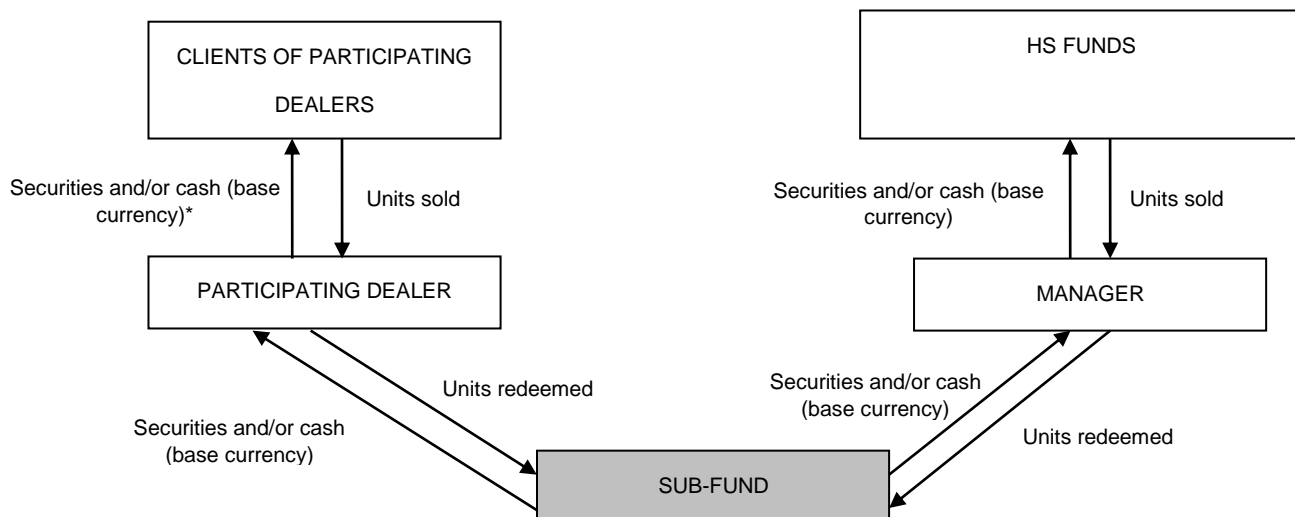 CLIENTS OF PARTICIPATING
DEALERS
HS FUNDS
Securities and/or cash (base
currency)*
Units sold
Securities and/or cash (base
currency)
Units sold
PARTICIPATING DEALER
MANAGER
Units redeemed
Securities and/or cash
(base currency)
Securities and/or cash
(base currency)
Units redeemed
SUB-FUND